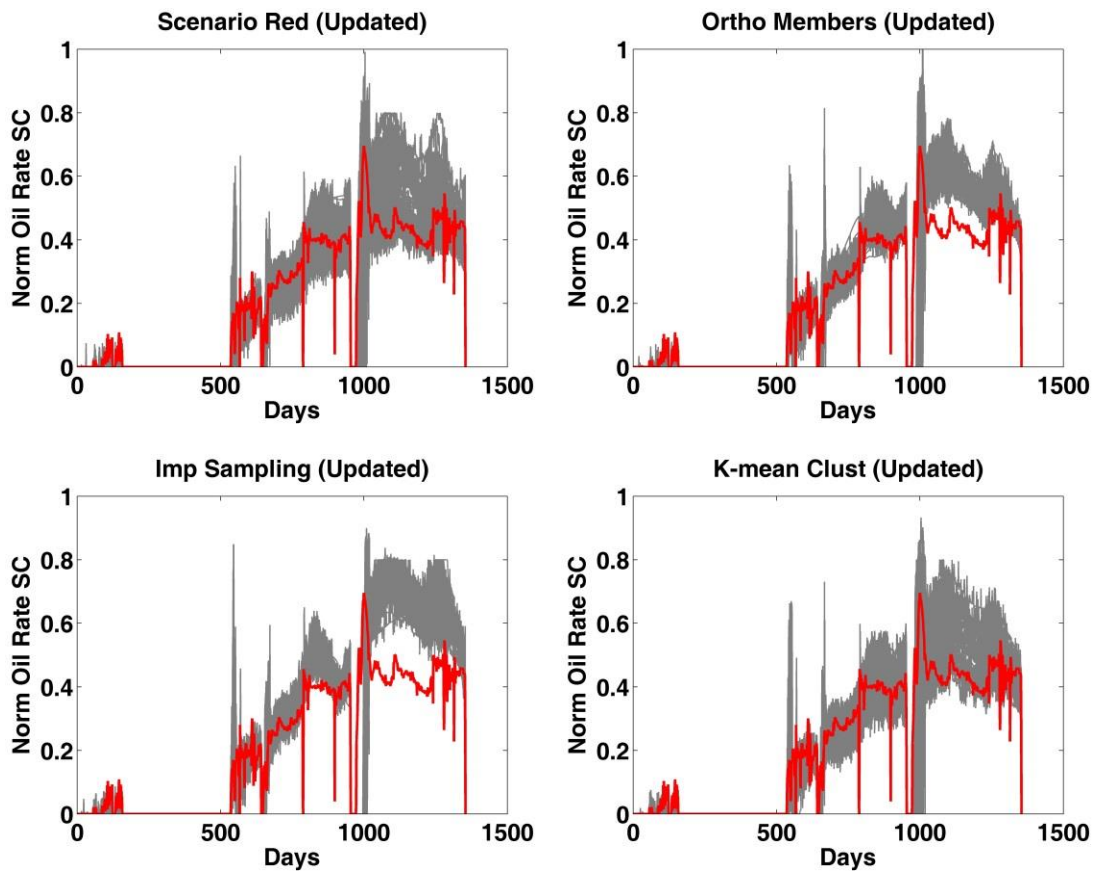 Scenario Red (Updated)
Norm Oil Rate SC
1
0.8
0.6
0.4
0.2
0
0 500 1000 1500
Days
Ortho Members (Updated)
Norm Oil Rate SC
1
0.8
0.6
0.4
0.2
0
0 500 1000 1500
Days
Imp Sampling (Updated)
Norm Oil Rate SC
1
0.8
0.6
0.4
0.2
0
0 500 1000 1500
Days
K-mean Clust (Updated)
Norm Oil Rate SC
1
0.8
0.6
0.4
0.2
0
0 500 1000 1500
Days